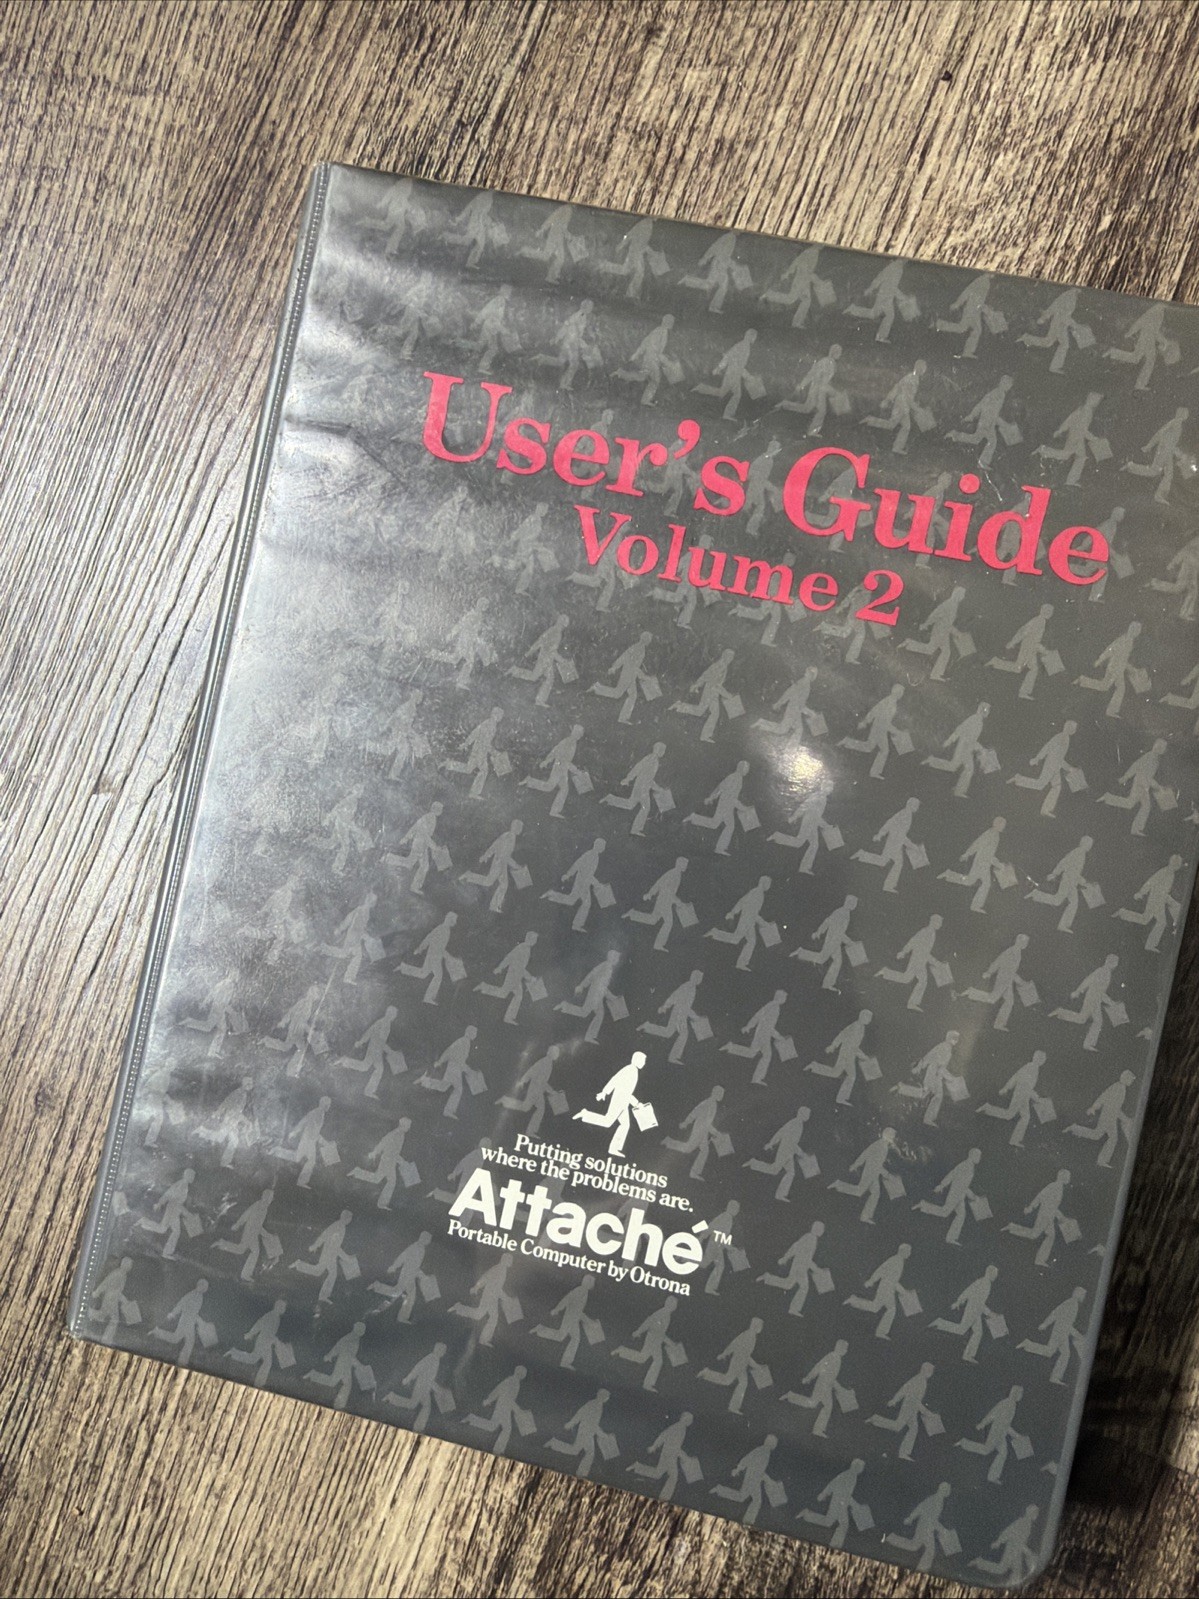 User's Guide
Volume 2
Putting solutions
where the problems are.
Attaché™
Portable Computer by Otrona